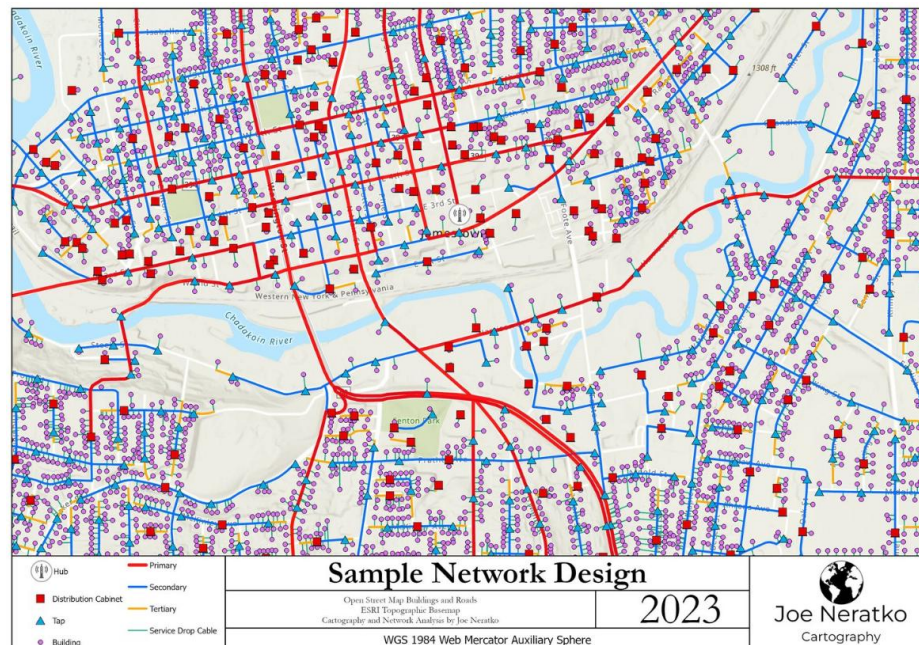 Chadakoin River
1308 ft
E 3rd St
Jamestown
Foote Ave
Western New York & Pennsylvania
Chadakoin River
Hub
Distribution Cabinet
Tap
Building
Primary
Secondary
Tertiary
Service Drop Cable
Sample Network Design
Open Street Map Buildings and Roads
ESRI Topographic Basemap
Cartography and Network Analysis by Joe Neratko
2023
WGS 1984 Web Mercator Auxiliary Sphere
Joe Neratko
Cartography